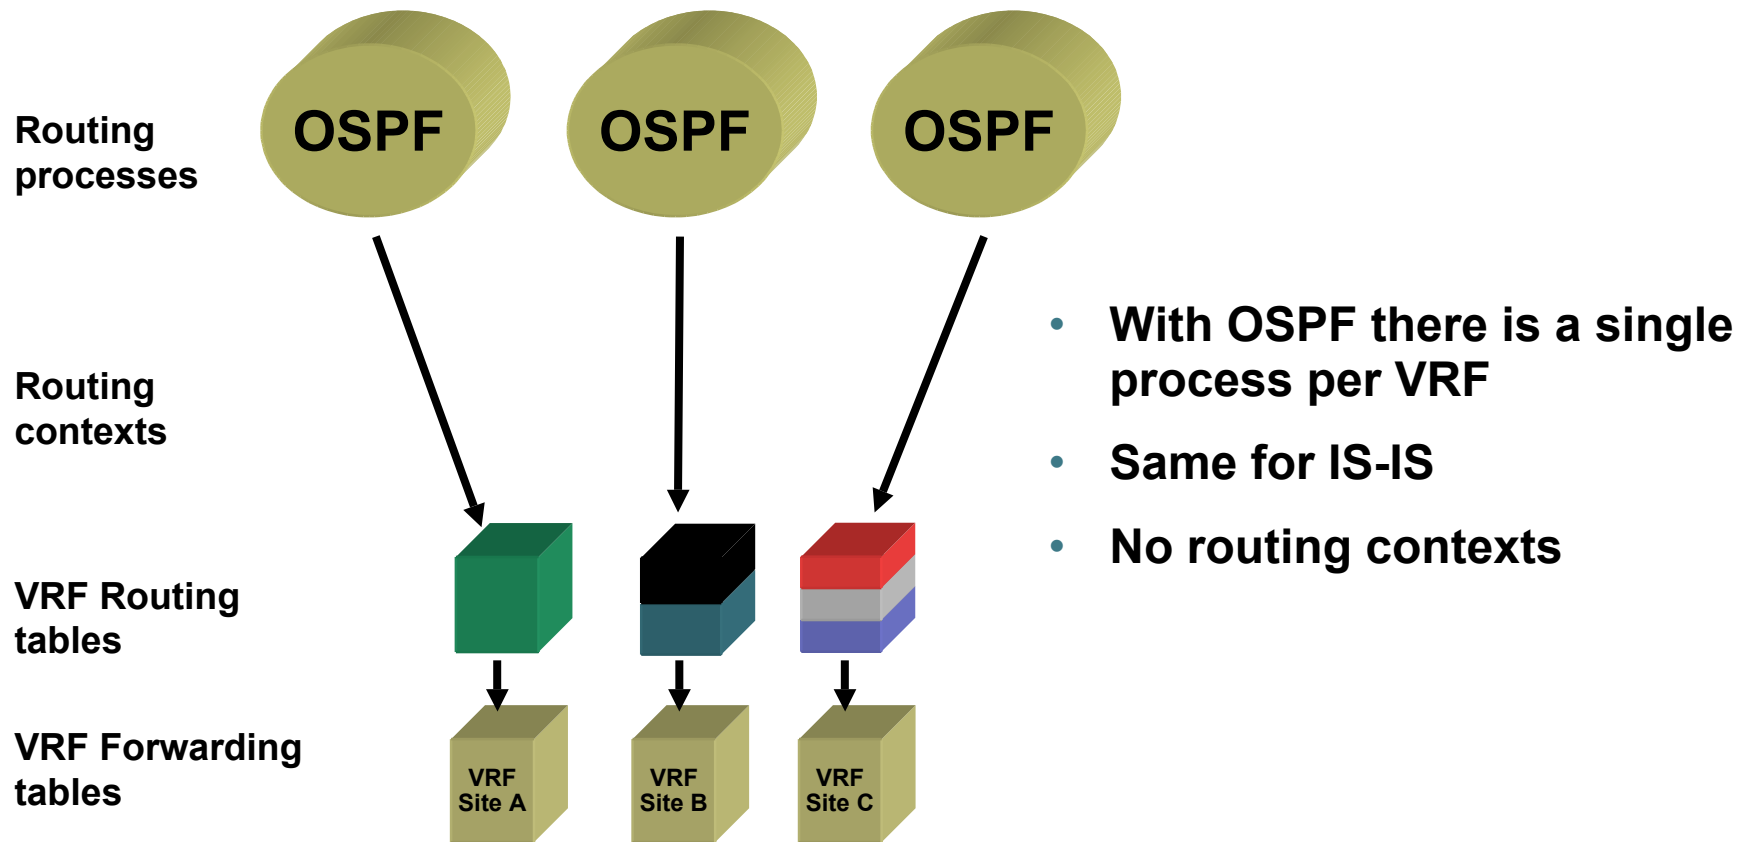 OSPF
OSPF
OSPF
Routing
processes
Routing
contexts
VRF Routing
tables
VRF Forwarding
tables
VRF
Site A
VRF
Site B
VRF
Site C
• With OSPF there is a single
process per VRF
• Same for IS-IS
• No routing contexts